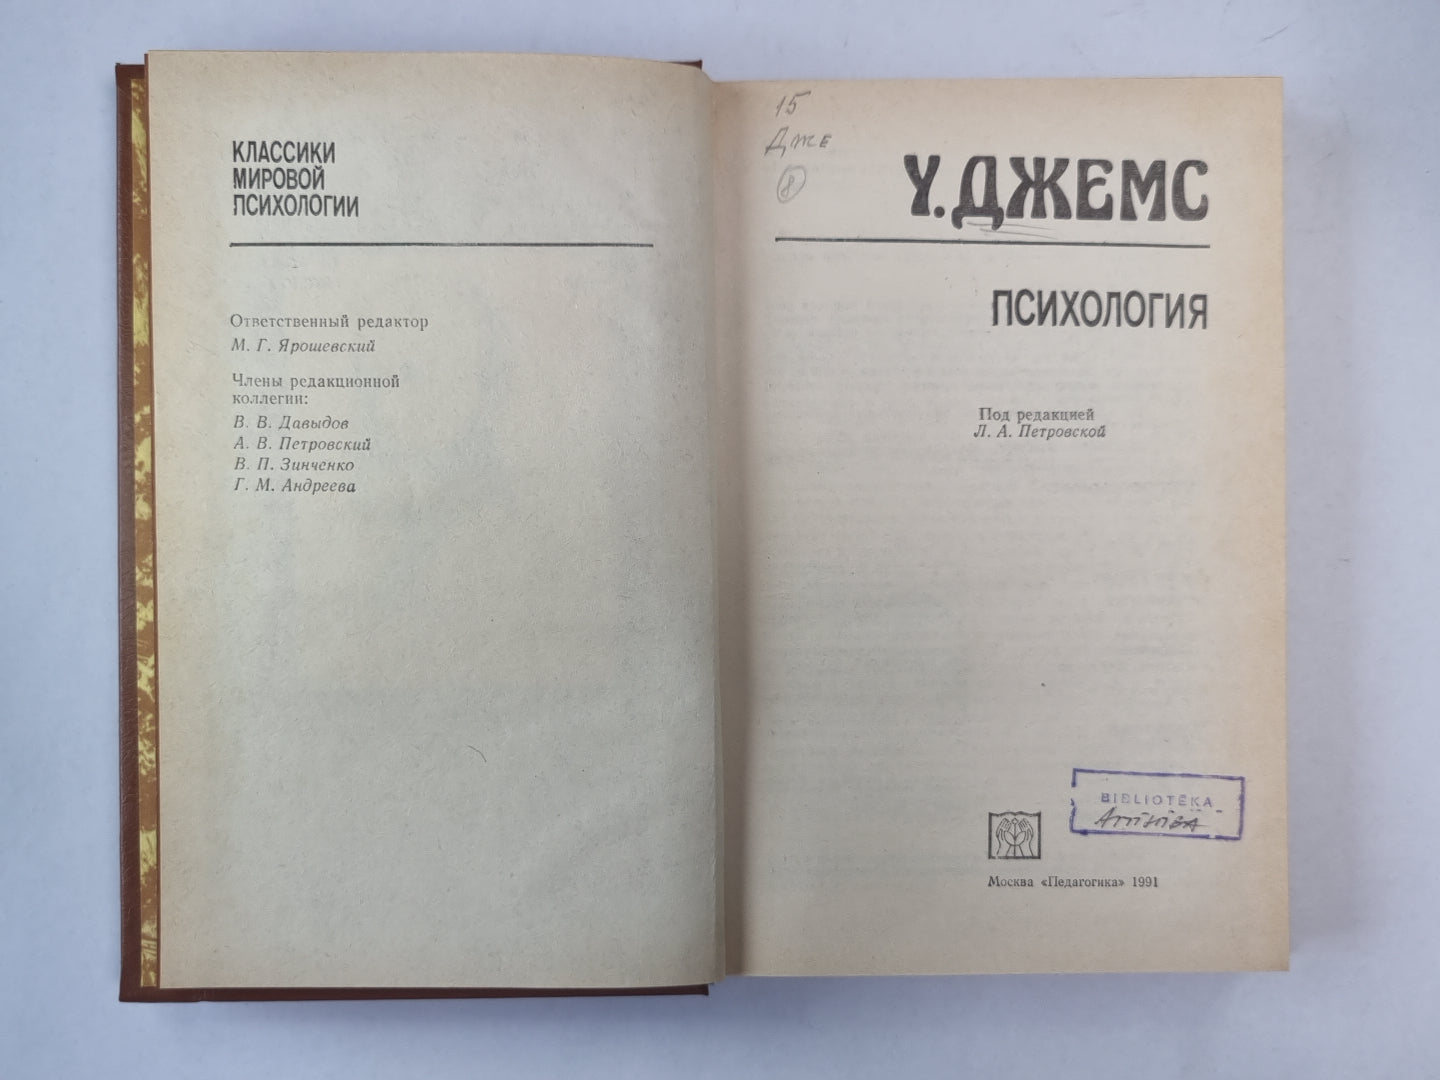 КЛАССИКИ
МИРОВОЙ
ПСИХОЛОГИИ
Ответственный редактор
М. Г. Ярошевский
Члены редакционной
коллегии:
В. В. Давыдов
А. В. Петровский
В. П. Зинченко
Г. М. Андреева
15
Дже
8
У. ДЖЕМС
ПСИХОЛОГИЯ
Под редакцией
Л. А. Петровской
BIBLIOTĒKA
Москва «Педагогика» 1991